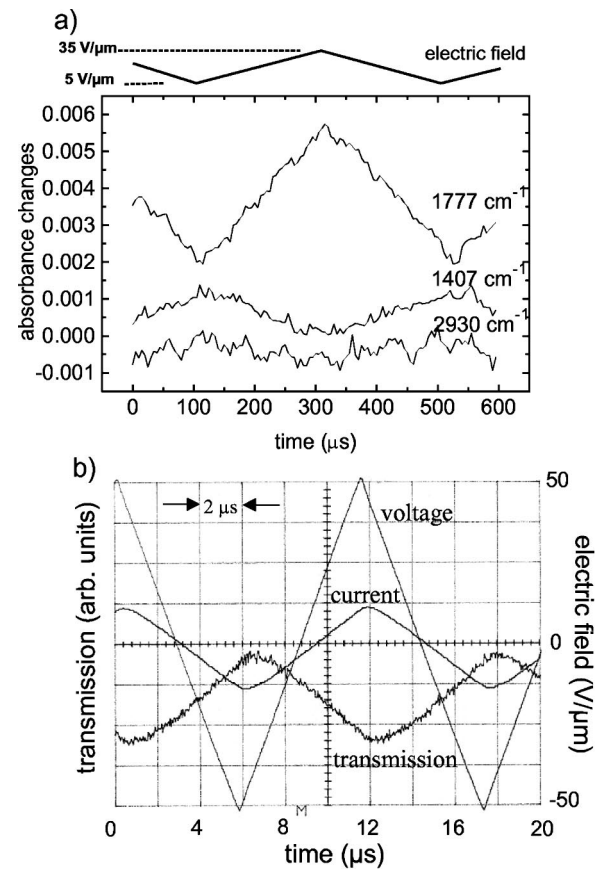 a)
35 V/μm
electric field
5 V/μm
0.006
0.005
0.004
0.003
0.002
0.001
0.000
-0.001
absorbance changes
1777 cm-1
1407 cm-1
2930 cm-1
0 100 200 300 400 500 600
time (μs)
b)
50
2 μs
voltage
current
0
transmission
-50
transmission (arb. units)
electric field (V/μm)
M
0 4 8 12 16 20
time (μs)